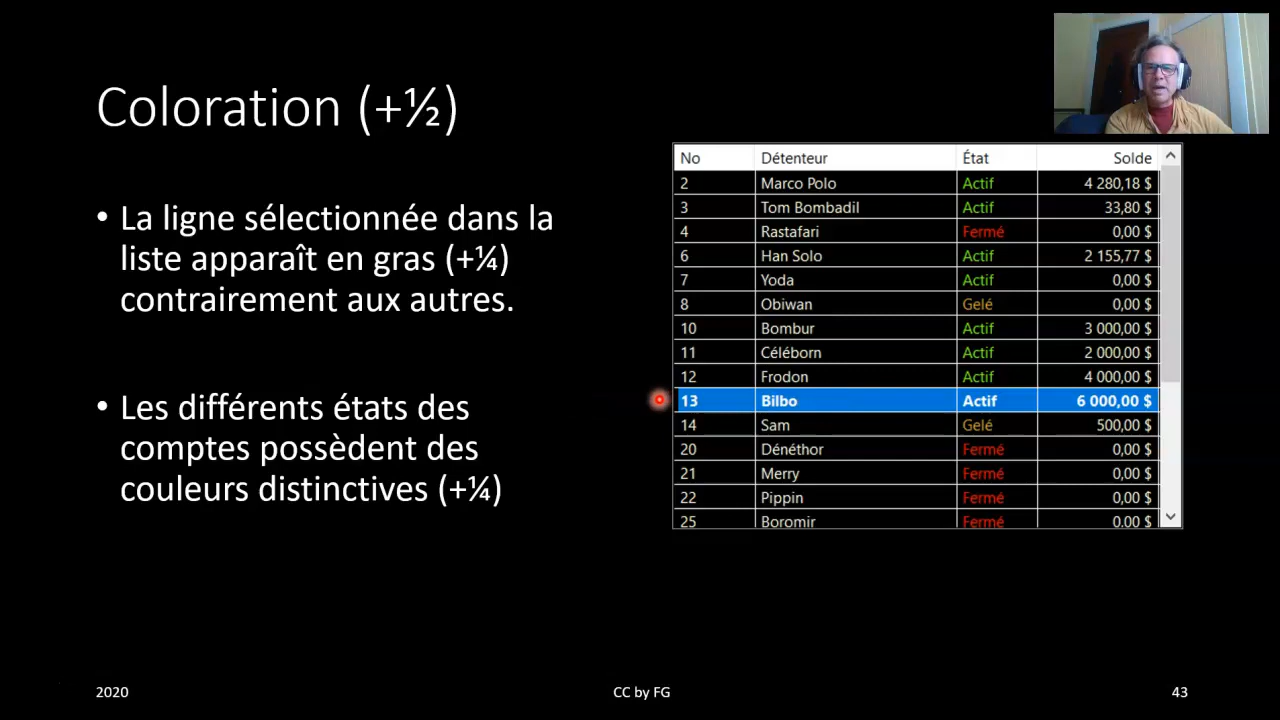 Coloration (+½)
• La ligne sélectionnée dans la
liste apparaît en gras (+¼)
contrairement aux autres.
• Les différents états des
comptes possèdent des
couleurs distinctives (+¼)
No Détenteur État Solde
2 Marco Polo Actif 4 280,18 $
3 Tom Bombadil Actif 33,80 $
4 Rastafari Fermé 0,00 $
6 Han Solo Actif 2 155,77 $
7 Yoda Actif 0,00 $
8 Obiwan Gelé 0,00 $
10 Bombur Actif 3 000,00 $
11 Céléborn Actif 2 000,00 $
12 Frodon Actif 4 000,00 $
13 Bilbo Actif 6 000,00 $
14 Sam Gelé 500,00 $
20 Dénéthor Fermé 0,00 $
21 Merry Fermé 0,00 $
22 Pippin Fermé 0,00 $
25 Boromir Fermé 0,00 $
2020 CC by FG 43